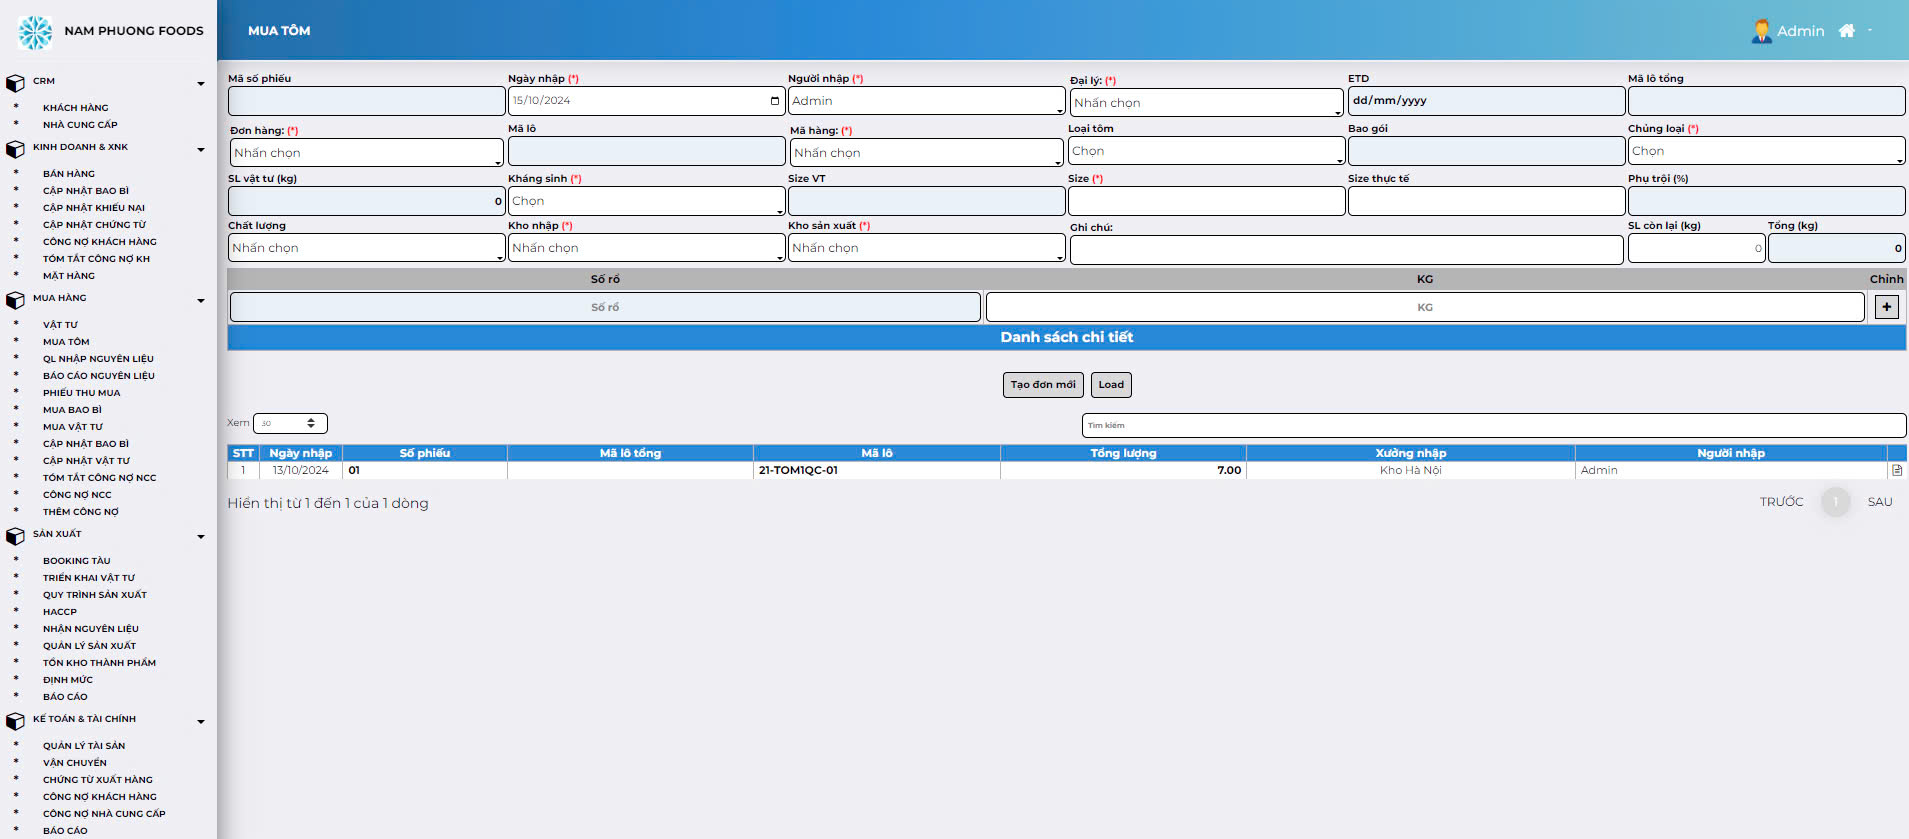 NAM PHUONG FOODS
MUA TÔM
Admin
CRM
* KHÁCH HÀNG
* NHÀ CUNG CẤP
KINH DOANH & XNK
* BÁN HÀNG
* CẬP NHẬT BAO BÌ
* CẬP NHẬT KHIẾU NẠI
* CẬP NHẬT CHỨNG TỪ
* CÔNG NỢ KHÁCH HÀNG
* TÓM TẮT CÔNG NỢ KH
* MẶT HÀNG
MUA HÀNG
* VẬT TƯ
* MUA TÔM
* QL NHẬP NGUYÊN LIỆU
* BÁO CÁO NGUYÊN LIỆU
* PHIẾU THU MUA
* MUA BAO BÌ
* MUA VẬT TƯ
* CẬP NHẬT BAO BÌ
* CẬP NHẬT VẬT TƯ
* TÓM TẮT CÔNG NỢ NCC
* CÔNG NỢ NCC
* THÊM CÔNG NỢ
SẢN XUẤT
* BOOKING TÀU
* TRIỂN KHAI VẬT TƯ
* QUY TRÌNH SẢN XUẤT
* HACCP
* NHẬN NGUYÊN LIỆU
* QUẢN LÝ SẢN XUẤT
* TỒN KHO THÀNH PHẨM
* ĐỊNH MỨC
* BÁO CÁO
KẾ TOÁN & TÀI CHÍNH
* QUẢN LÝ TÀI SẢN
* VẬN CHUYỂN
* CHỨNG TỪ XUẤT HÀNG
* CÔNG NỢ KHÁCH HÀNG
* CÔNG NỢ NHÀ CUNG CẤP
* BÁO CÁO
Mã số phiếu Ngày nhập (*) Người nhập (*) Đại lý: (*) ETD Mã lô tổng
15/10/2024 Admin Nhấn chọn dd/mm/yyyy
Đơn hàng: (*) Mã lô Mã hàng: (*) Loại tôm Bao gói Chủng loại (*)
Nhấn chọn Nhấn chọn Chọn Chọn
SL vật tư (kg) Kháng sinh (*) Size VT Size (*) Size thực tế Phụ trội (%)
0 Chọn
Chất lượng Kho nhập (*) Kho sản xuất (*) Ghi chú: SL còn lại (kg) Tổng (kg)
Nhấn chọn Nhấn chọn Nhấn chọn 0 0
Số rổ KG Chỉnh
Số rổ KG +
Danh sách chi tiết
Tạo đơn mới Load
Xem 30 Tìm kiếm
STT Ngày nhập Số phiếu Mã lô tổng Mã lô Tổng lượng Xưởng nhập Người nhập
1 13/10/2024 01 21-TOM1QC-01 7.00 Kho Hà Nội Admin
Hiển thị từ 1 đến 1 của 1 dòng TRƯỚC 1 SAU